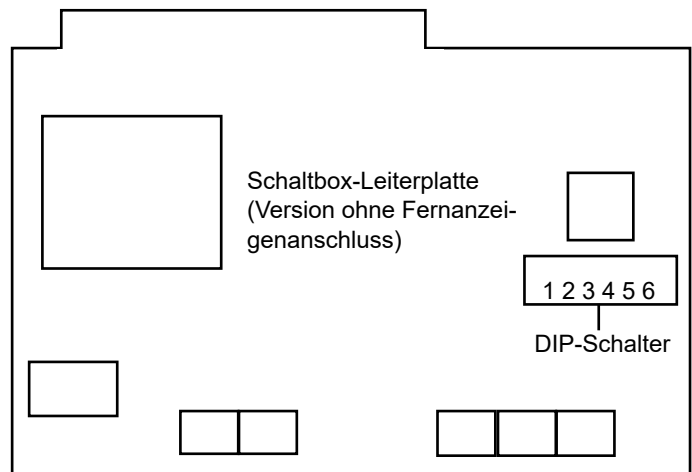 Schaltbox-Leiterplatte
(Version ohne Fernanzei-
genanschluss)
1 2 3 4 5 6
DIP-Schalter